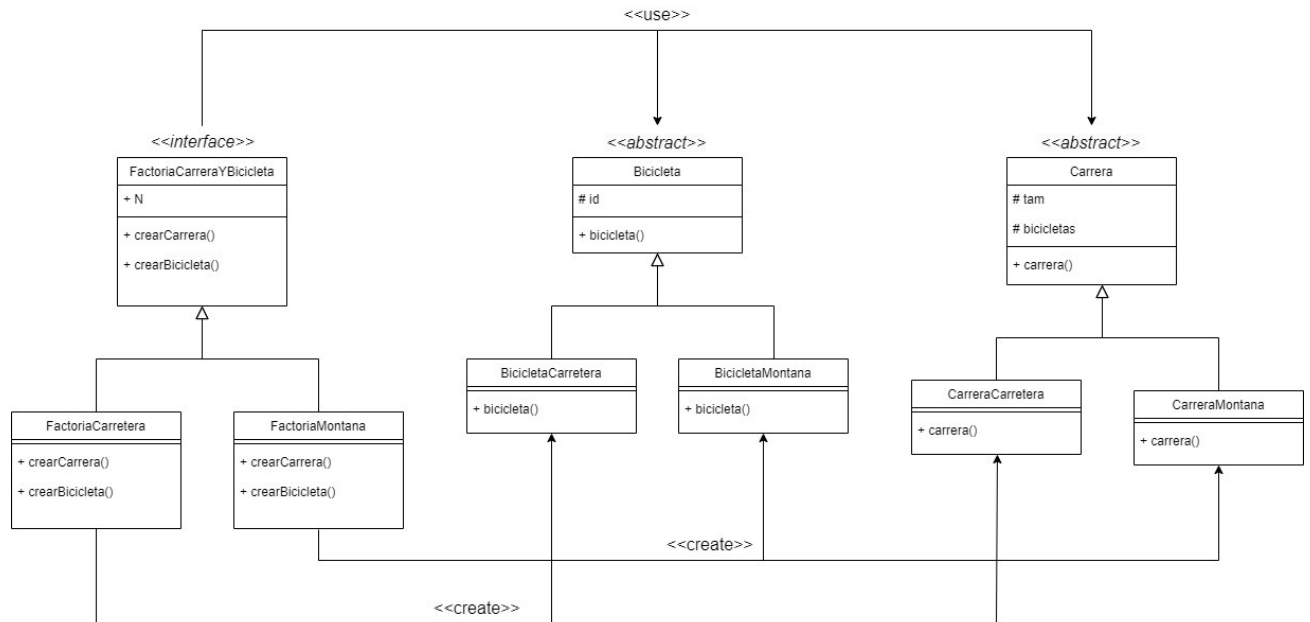 <<use>>
<<interface>>
FactoriaCarreraYBicicleta
+ N
+ crearCarrera()
+ crearBicicleta()
<<abstract>>
Bicicleta
# id
+ bicicleta()
<<abstract>>
Carrera
# tam
# bicicletas
+ carrera()
FactoriaCarretera
+ crearCarrera()
+ crearBicicleta()
FactoriaMontana
+ crearCarrera()
+ crearBicicleta()
BicicletaCarretera
+ bicicleta()
BicicletaMontana
+ bicicleta()
CarreraCarretera
+ carrera()
CarreraMontana
+ carrera()
<<create>>
<<create>>